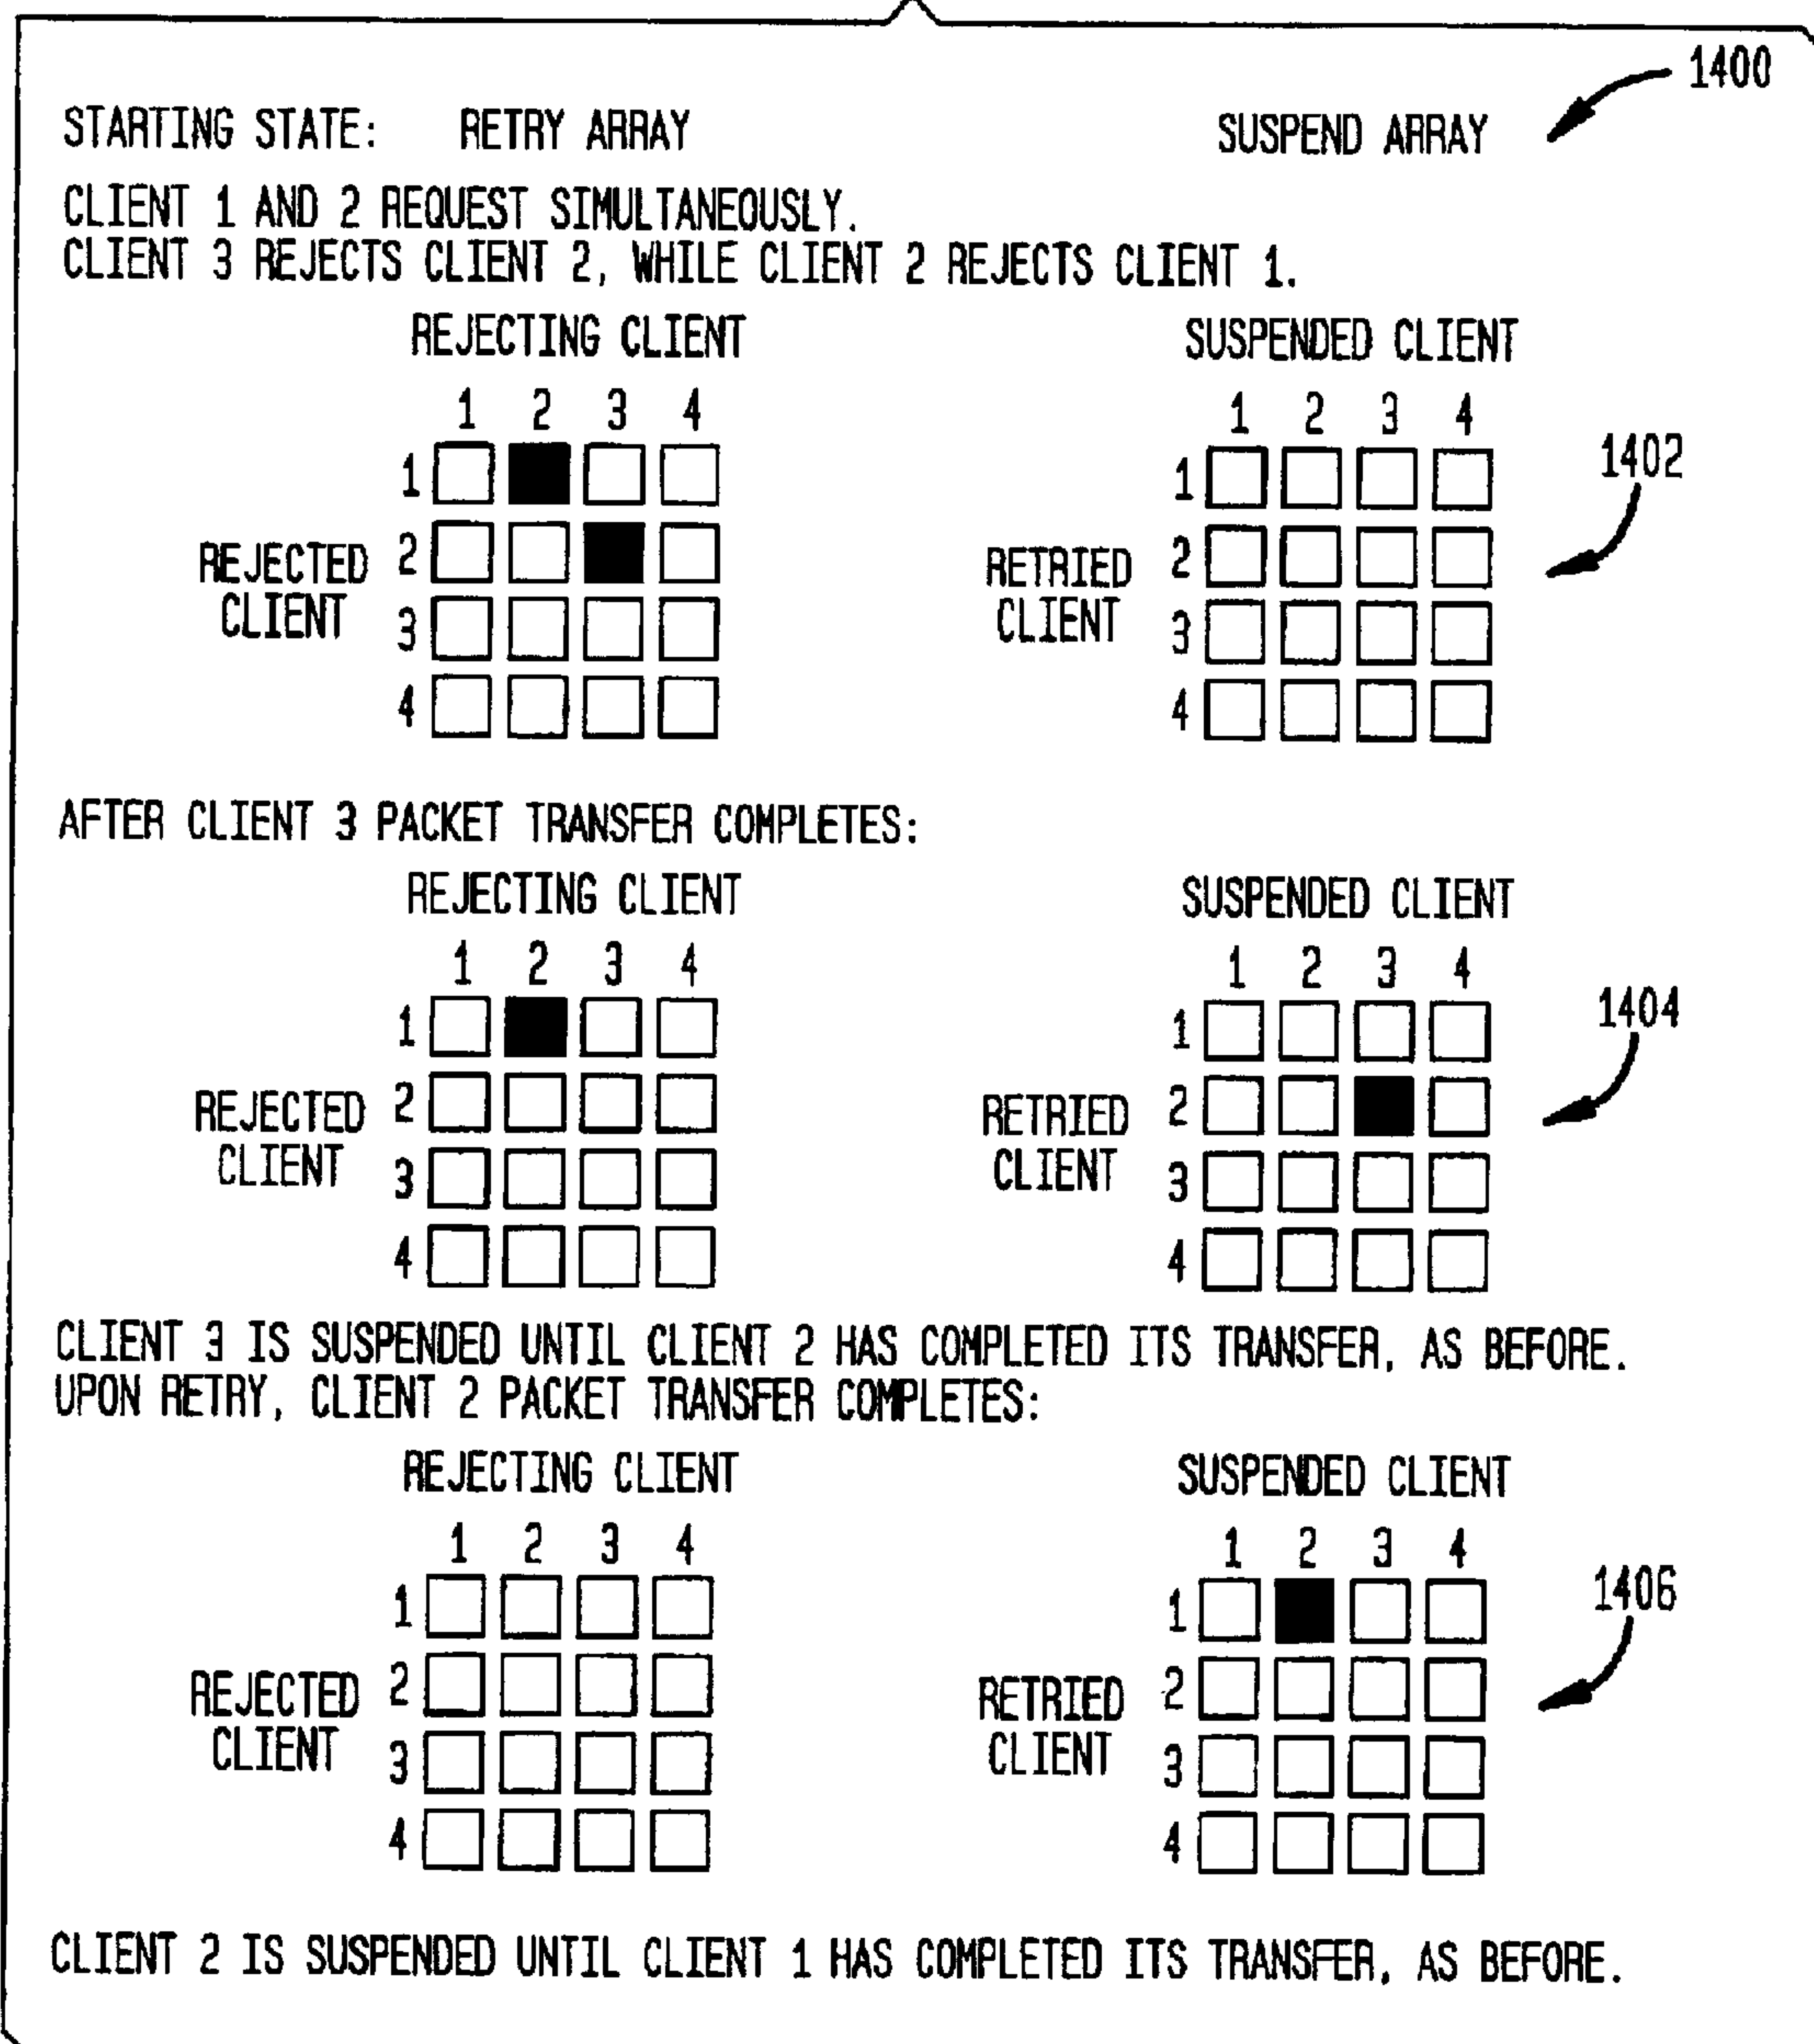 1400
STARTING STATE: RETRY ARRAY SUSPEND ARRAY
CLIENT 1 AND 2 REQUEST SIMULTANEOUSLY.
CLIENT 3 REJECTS CLIENT 2, WHILE CLIENT 2 REJECTS CLIENT 1.
REJECTING CLIENT SUSPENDED CLIENT
1 2 3 4 1 2 3 4
1 1 1402
2 2
REJECTED RETRIED
CLIENT CLIENT
3 3
4 4
AFTER CLIENT 3 PACKET TRANSFER COMPLETES:
REJECTING CLIENT SUSPENDED CLIENT
1 2 3 4 1 2 3 4
1 1 1404
2 2
REJECTED RETRIED
CLIENT CLIENT
3 3
4 4
CLIENT 3 IS SUSPENDED UNTIL CLIENT 2 HAS COMPLETED ITS TRANSFER, AS BEFORE.
UPON RETRY, CLIENT 2 PACKET TRANSFER COMPLETES:
REJECTING CLIENT SUSPENDED CLIENT
1 2 3 4 1 2 3 4
1 1 1406
2 2
REJECTED RETRIED
CLIENT CLIENT
3 3
4 4
CLIENT 2 IS SUSPENDED UNTIL CLIENT 1 HAS COMPLETED ITS TRANSFER, AS BEFORE.